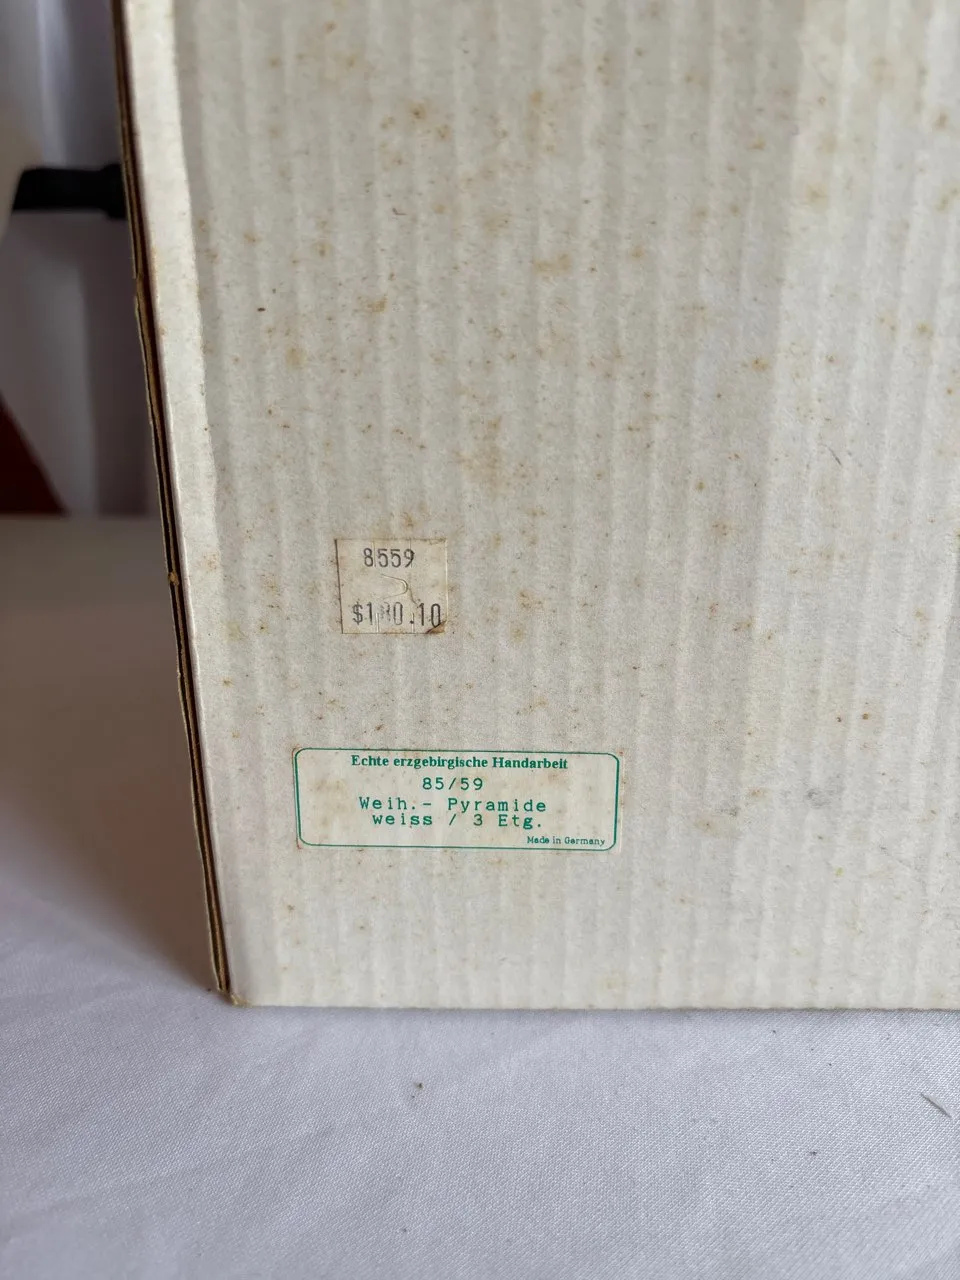 8559
Echte erzgebirgische Handarbeit
85/59
Weih.- Pyramide
weiss / 3 Etg.
Made in Germany